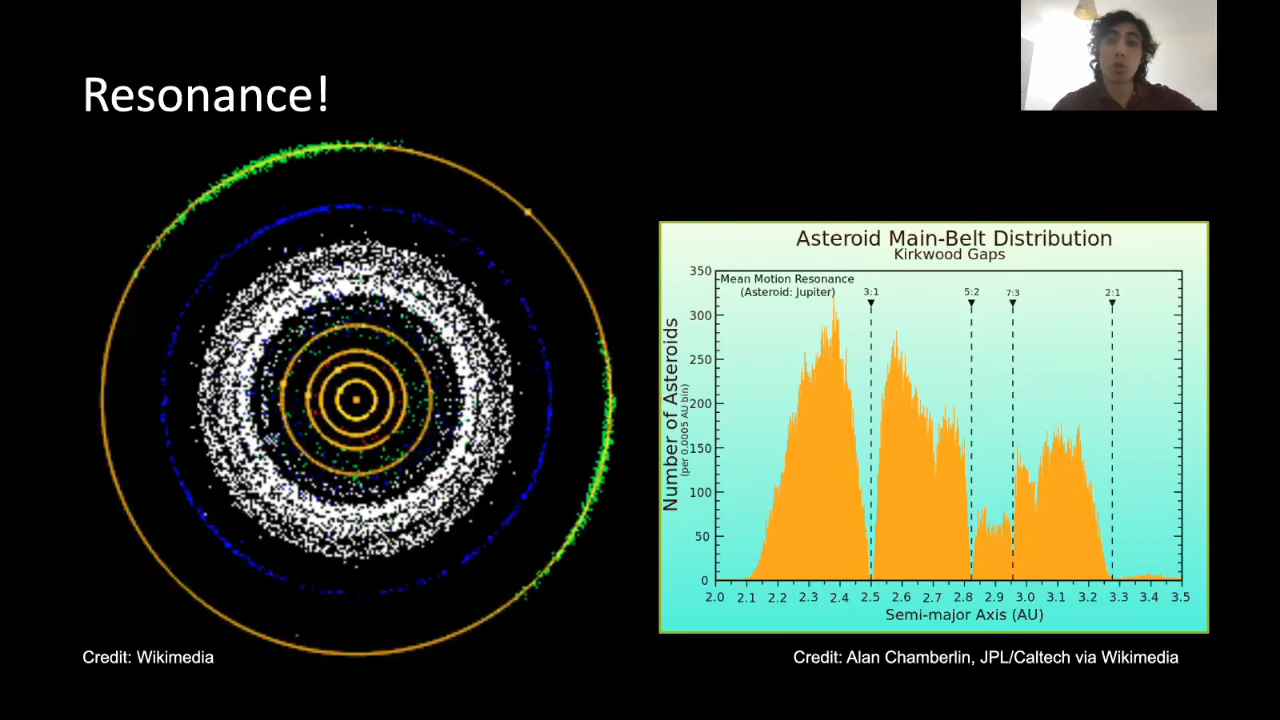 Resonance!
Asteroid Main-Belt Distribution
Kirkwood Gaps
Mean Motion Resonance
(Asteroid: Jupiter)
3:1
5:2
7:3
2:1
350
300
250
200
150
100
50
0
Number of Asteroids
(per 0.0005 AU bin)
2.0 2.1 2.2 2.3 2.4 2.5 2.6 2.7 2.8 2.9 3.0 3.1 3.2 3.3 3.4 3.5
Semi-major Axis (AU)
Credit: Wikimedia
Credit: Alan Chamberlin, JPL/Caltech via Wikimedia